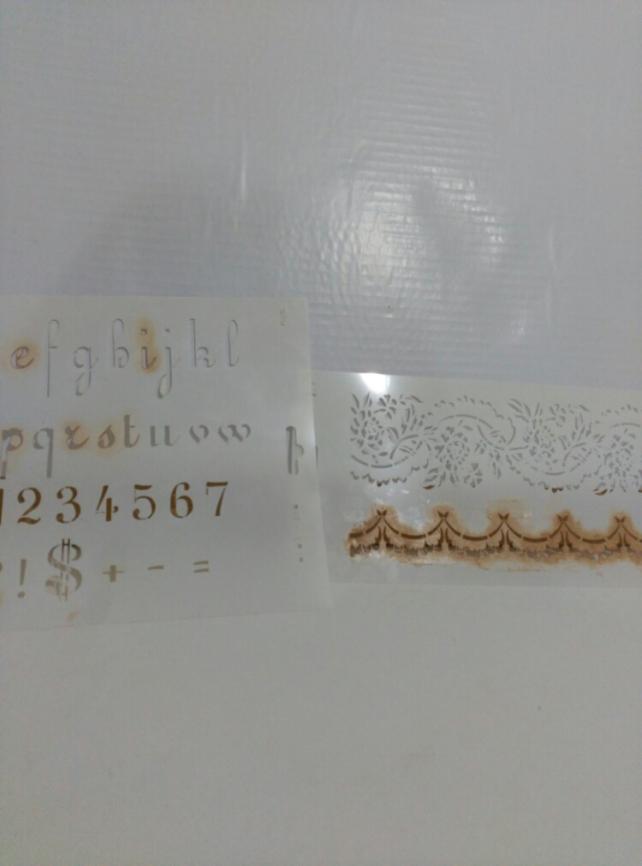 efghijkl
pqrstuvw
1234567
!$+-=